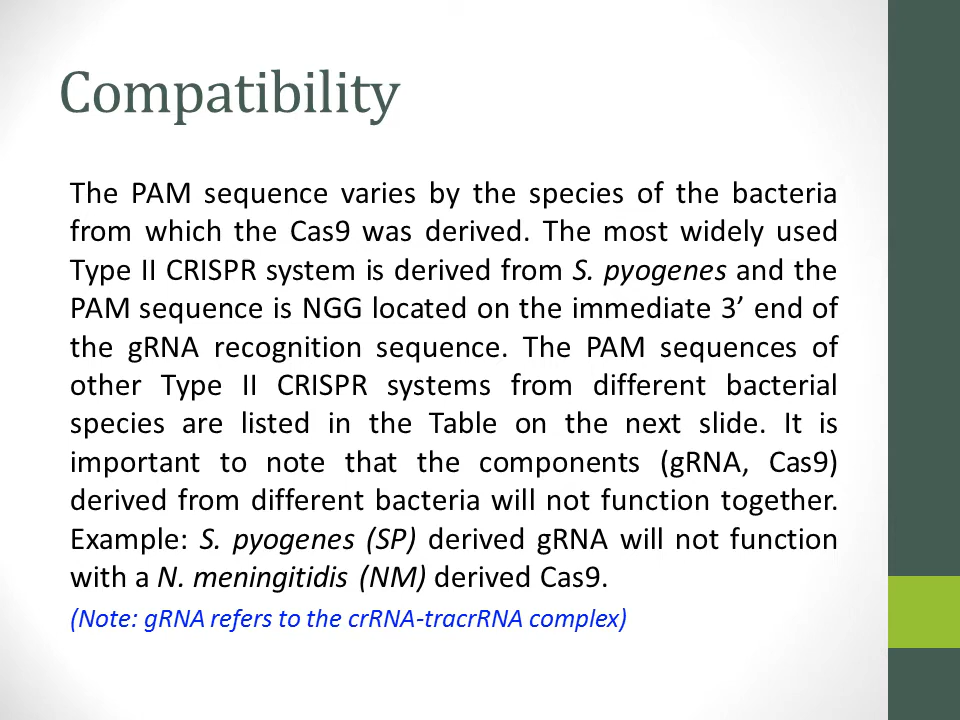 Compatibility
The PAM sequence varies by the species of the bacteria
from which the Cas9 was derived. The most widely used
Type II CRISPR system is derived from S. pyogenes and the
PAM sequence is NGG located on the immediate 3’ end of
the gRNA recognition sequence. The PAM sequences of
other Type II CRISPR systems from different bacterial
species are listed in the Table on the next slide. It is
important to note that the components (gRNA, Cas9)
derived from different bacteria will not function together.
Example: S. pyogenes (SP) derived gRNA will not function
with a N. meningitidis (NM) derived Cas9.
(Note: gRNA refers to the crRNA-tracrRNA complex)